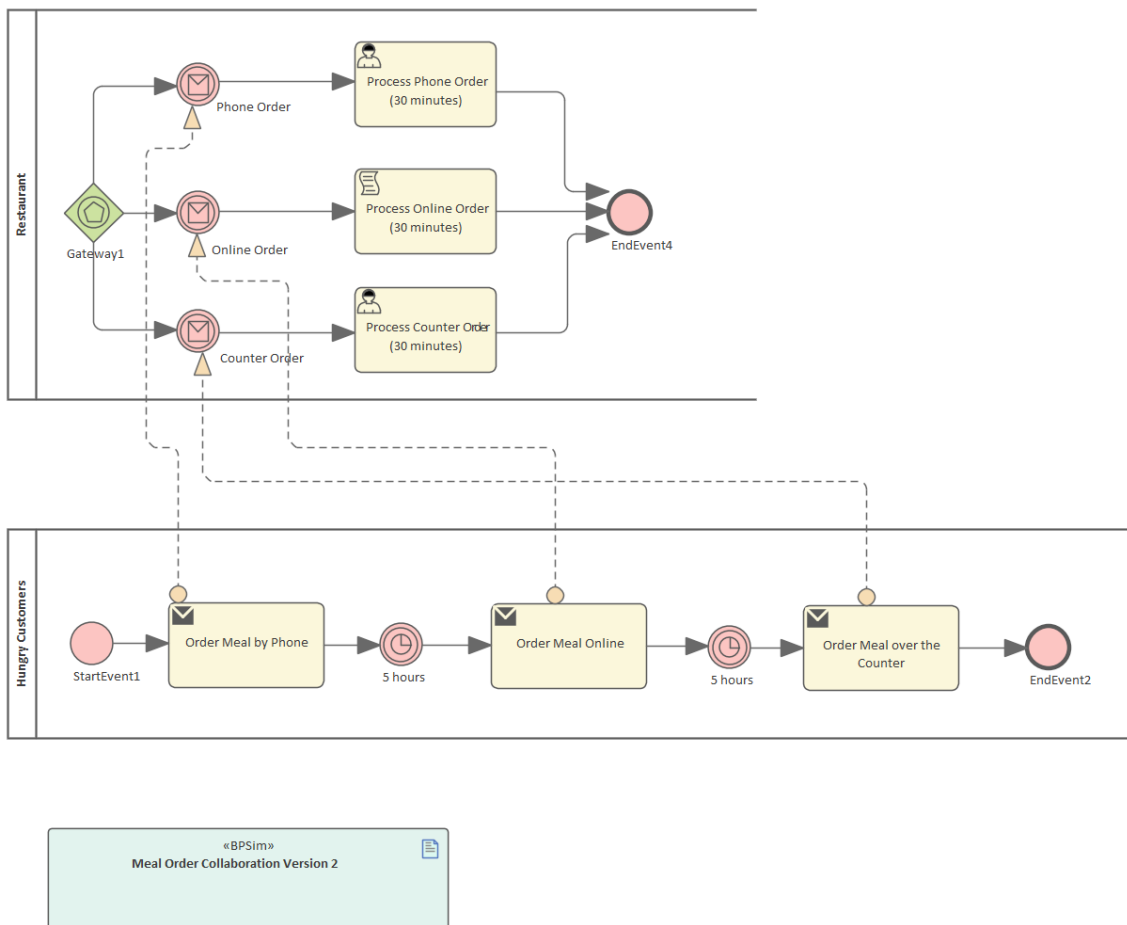 Restaurant
Process Phone Order
(30 minutes)
Phone Order
Process Online Order
(30 minutes)
Gateway1
Online Order
EndEvent4
Process Counter Order
(30 minutes)
Counter Order
Hungry Customers
StartEvent1
Order Meal by Phone
5 hours
Order Meal Online
5 hours
Order Meal over the
Counter
EndEvent2
«BPSim»
Meal Order Collaboration Version 2